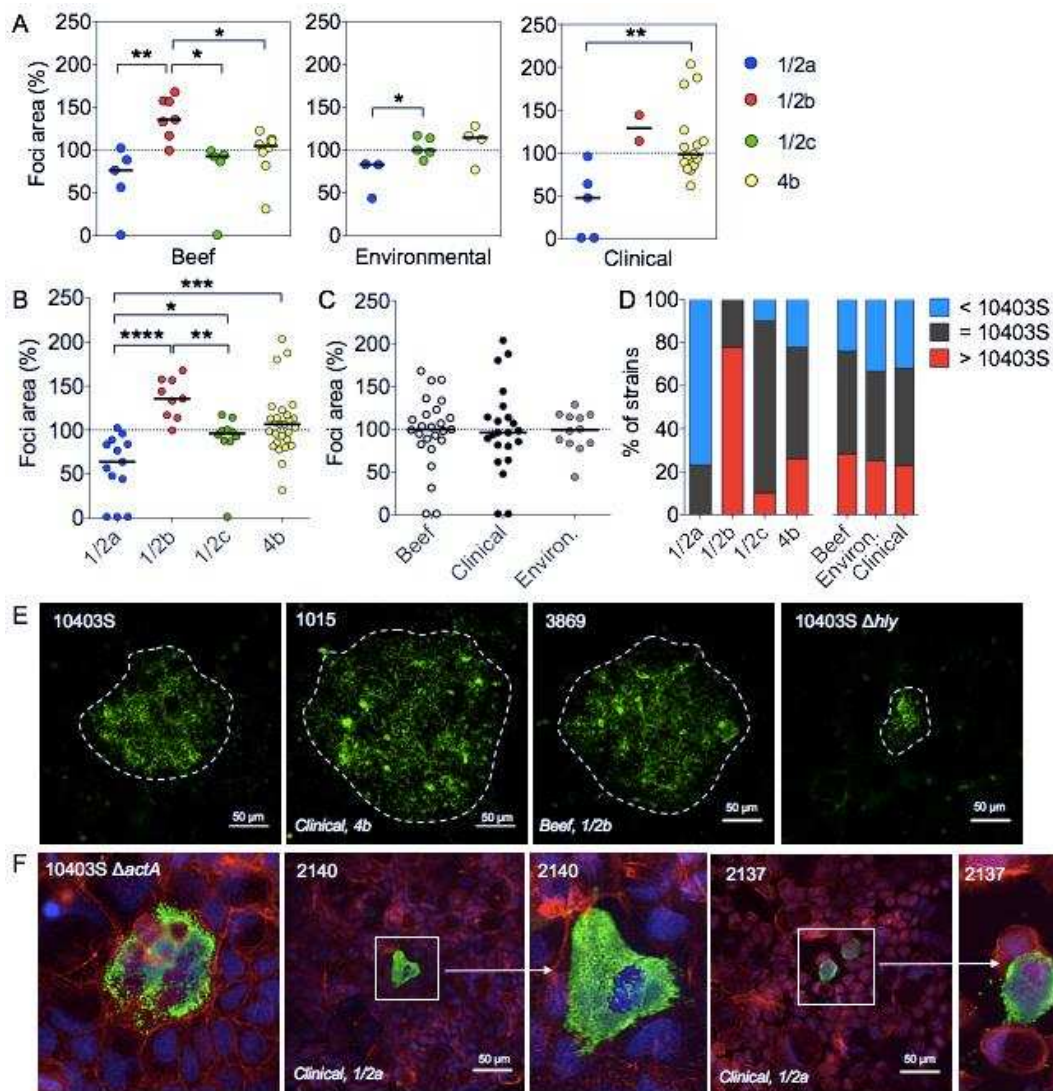 A
250
200
150
100
50
0
Foci area (%)
**
*
*
Beef
250
200
150
100
50
0
*
Environmental
250
200
150
100
50
0
**
Clinical
1/2a
1/2b
1/2c
4b
B
250
200
150
100
50
0
Foci area (%)
***
*
****
**
1/2a
1/2b
1/2c
4b
C
250
200
150
100
50
0
Foci area (%)
Beef
Clinical
Environ.
D
100
80
60
40
20
0
% of strains
1/2a
1/2b
1/2c
4b
Beef
Environ.
Clinical
< 10403S
= 10403S
> 10403S
E
10403S
50 µm
1015
Clinical, 4b
50 µm
3869
Beef, 1/2b
50 µm
10403S Δhly
50 µm
F
10403S ΔactA
2140
Clinical, 1/2a
50 µm
2140
2137
Clinical, 1/2a
50 µm
2137